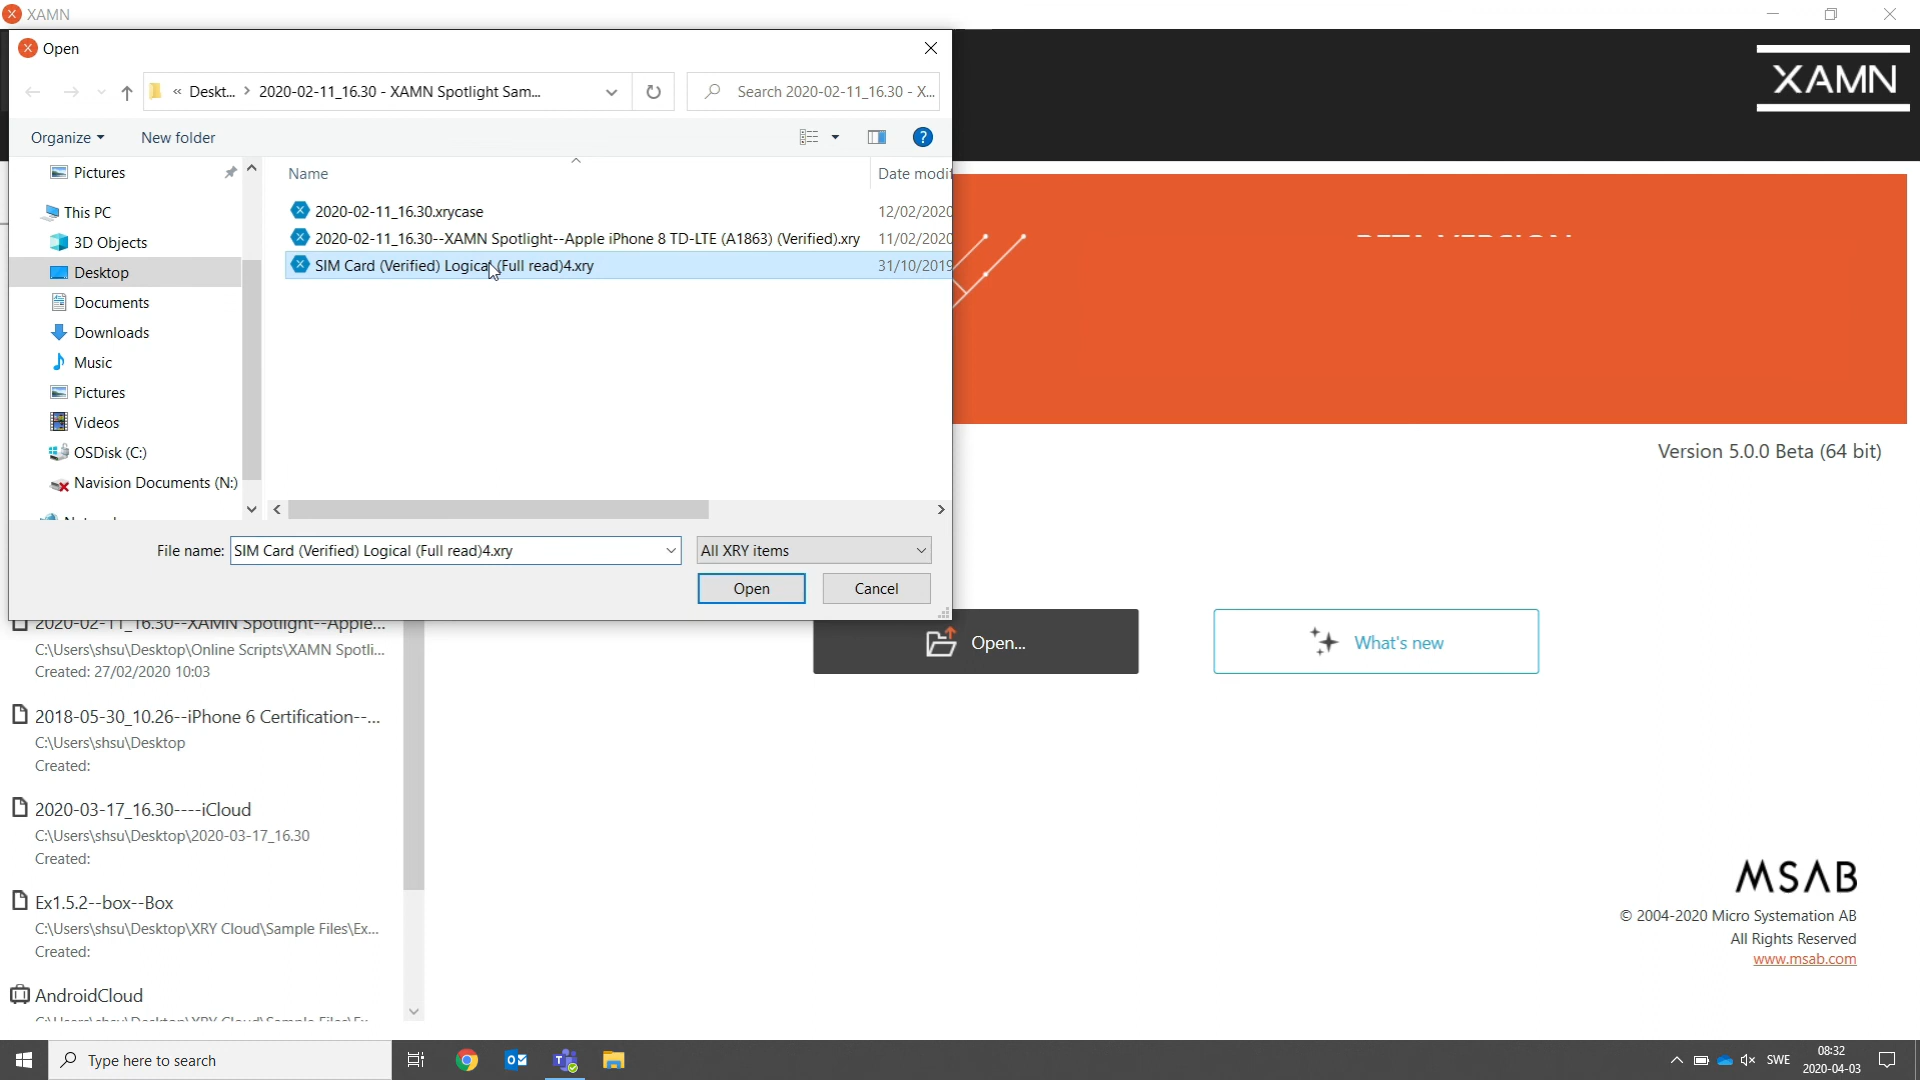 XAMN
Open
« Deskt... > 2020-02-11_16.30 - XAMN Spotlight Sam...
Search 2020-02-11_16.30 - X...
XAMN
Organize
New folder
?
Pictures
This PC
3D Objects
Desktop
Documents
Downloads
Music
Pictures
Videos
OSDisk (C:)
Navision Documents (N:)
Name
Date modif
2020-02-11_16.30.xrycase
12/02/2020
2020-02-11_16.30--XAMN Spotlight--Apple iPhone 8 TD-LTE (A1863) (Verified).xry
11/02/2020
SIM Card (Verified) Logical (Full read)4.xry
31/10/2019
File name: SIM Card (Verified) Logical (Full read)4.xry
All XRY items
Open
Cancel
Version 5.0.0 Beta (64 bit)
2020-02-11_16.30--XAMN Spotlight--Apple...
C:\Users\shsu\Desktop\Online Scripts\XAMN Spotli...
Created: 27/02/2020 10:03
2018-05-30_10.26--iPhone 6 Certification--...
C:\Users\shsu\Desktop
Created:
2020-03-17_16.30----iCloud
C:\Users\shsu\Desktop\2020-03-17_16.30
Created:
Ex1.5.2--box--Box
C:\Users\shsu\Desktop\XRY Cloud\Sample Files\Ex...
Created:
AndroidCloud
Open...
What's new
MSAB
© 2004-2020 Micro Systemation AB
All Rights Reserved
www.msab.com
Type here to search
SWE
08:32
2020-04-03